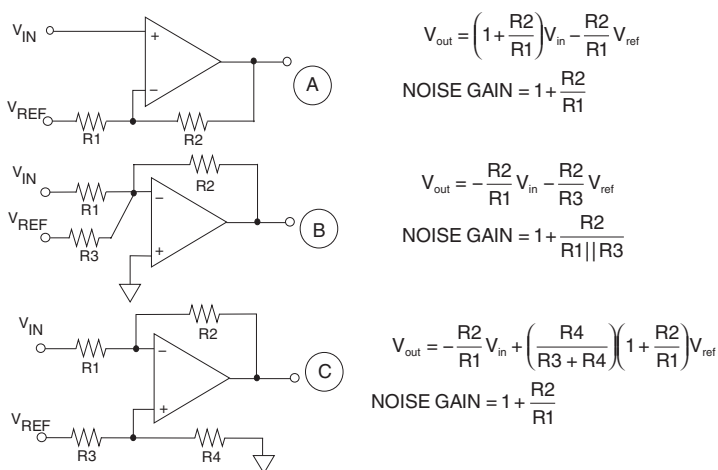 V_IN
+
−
A
V_REF
R1
R2
V_out = (1 + R2/R1) V_in − R2/R1 V_ref
NOISE GAIN = 1 + R2/R1
V_IN
R2
R1
−
V_REF
R3
+
B
V_out = − R2/R1 V_in − R2/R3 V_ref
NOISE GAIN = 1 + R2/R1||R3
V_IN
R2
R1
−
C
+
V_REF
R3
R4
V_out = − R2/R1 V_in + (R4/R3 + R4)(1 + R2/R1) V_ref
NOISE GAIN = 1 + R2/R1